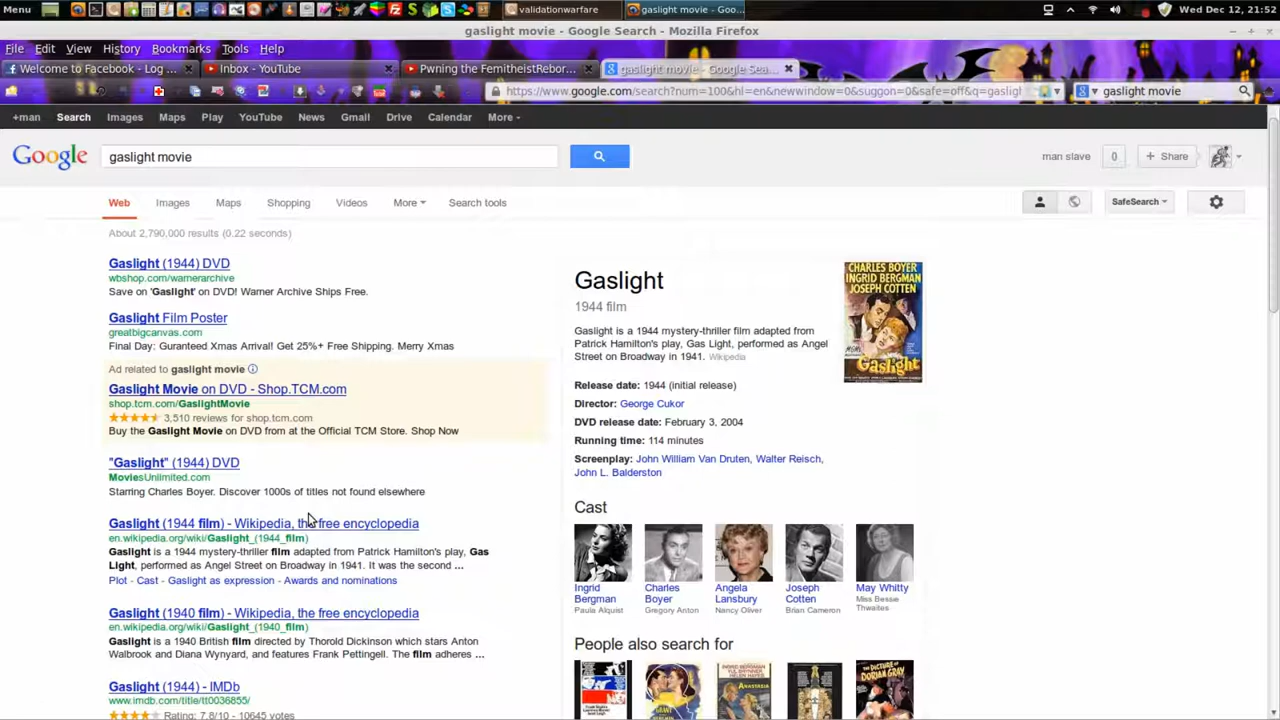 Menu validationwarfare gaslight movie - Goo... Wed Dec 12, 21:52
gaslight movie - Google Search - Mozilla Firefox
File Edit View History Bookmarks Tools Help
Welcome to Facebook - Log ... Inbox - YouTube Pwning the FemitheistRebor... gaslight movie - Google Sea...
https://www.google.com/search?num=100&hl=en&newwindow=0&suggon=0&safe=off&q=gasligh gaslight movie
+man Search Images Maps Play YouTube News Gmail Drive Calendar More
Google gaslight movie man slave 0 + Share
Web Images Maps Shopping Videos More Search tools SafeSearch
About 2,790,000 results (0.22 seconds)
Gaslight (1944) DVD
wbshop.com/warnerarchive
Save on 'Gaslight' on DVD! Warner Archive Ships Free.
Gaslight Film Poster
greatbigcanvas.com
Final Day: Guranteed Xmas Arrival! Get 25%+ Free Shipping. Merry Xmas
Ad related to gaslight movie
Gaslight Movie on DVD - Shop.TCM.com
shop.tcm.com/GaslightMovie
3,510 reviews for shop.tcm.com
Buy the Gaslight Movie on DVD from at the Official TCM Store. Shop Now
"Gaslight" (1944) DVD
MoviesUnlimited.com
Starring Charles Boyer. Discover 1000s of titles not found elsewhere
Gaslight (1944 film) - Wikipedia, the free encyclopedia
en.wikipedia.org/wiki/Gaslight_(1944_film)
Gaslight is a 1944 mystery-thriller film adapted from Patrick Hamilton's play, Gas
Light, performed as Angel Street on Broadway in 1941. It was the second ...
Plot - Cast - Gaslight as expression - Awards and nominations
Gaslight (1940 film) - Wikipedia, the free encyclopedia
en.wikipedia.org/wiki/Gaslight_(1940_film)
Gaslight is a 1940 British film directed by Thorold Dickinson which stars Anton
Walbrook and Diana Wynyard, and features Frank Pettingell. The film adheres ...
Gaslight (1944) - IMDb
www.imdb.com/title/tt0036855/
Rating: 7.8/10 - 10645 votes
Gaslight
1944 film
Gaslight is a 1944 mystery-thriller film adapted from
Patrick Hamilton's play, Gas Light, performed as Angel
Street on Broadway in 1941. Wikipedia
Release date: 1944 (initial release)
Director: George Cukor
DVD release date: February 3, 2004
Running time: 114 minutes
Screenplay: John William Van Druten, Walter Reisch,
John L. Balderston
CHARLES BOYER
INGRID BERGMAN
JOSEPH COTTEN
Gaslight
Cast
Ingrid Bergman
Paula Alquist
Charles Boyer
Gregory Anton
Angela Lansbury
Nancy Oliver
Joseph Cotten
Brian Cameron
May Whitty
Miss Bessie
Thwaites
People also search for
ANASTASIA
THE PICTURE OF
DORIAN GRAY